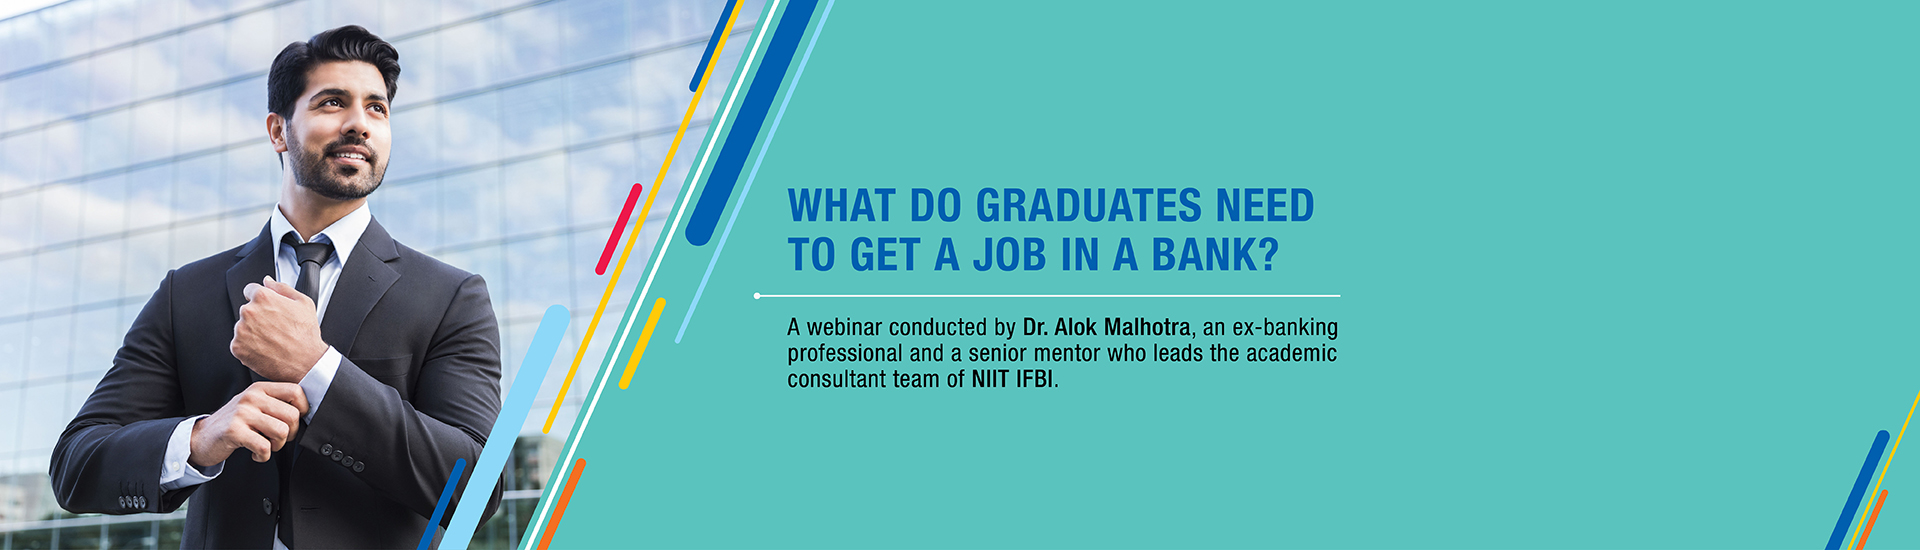 WHAT DO GRADUATES NEED
TO GET A JOB IN A BANK?
A webinar conducted by Dr. Alok Malhotra, an ex-banking
professional and a senior mentor who leads the academic
consultant team of NIIT IFBI.